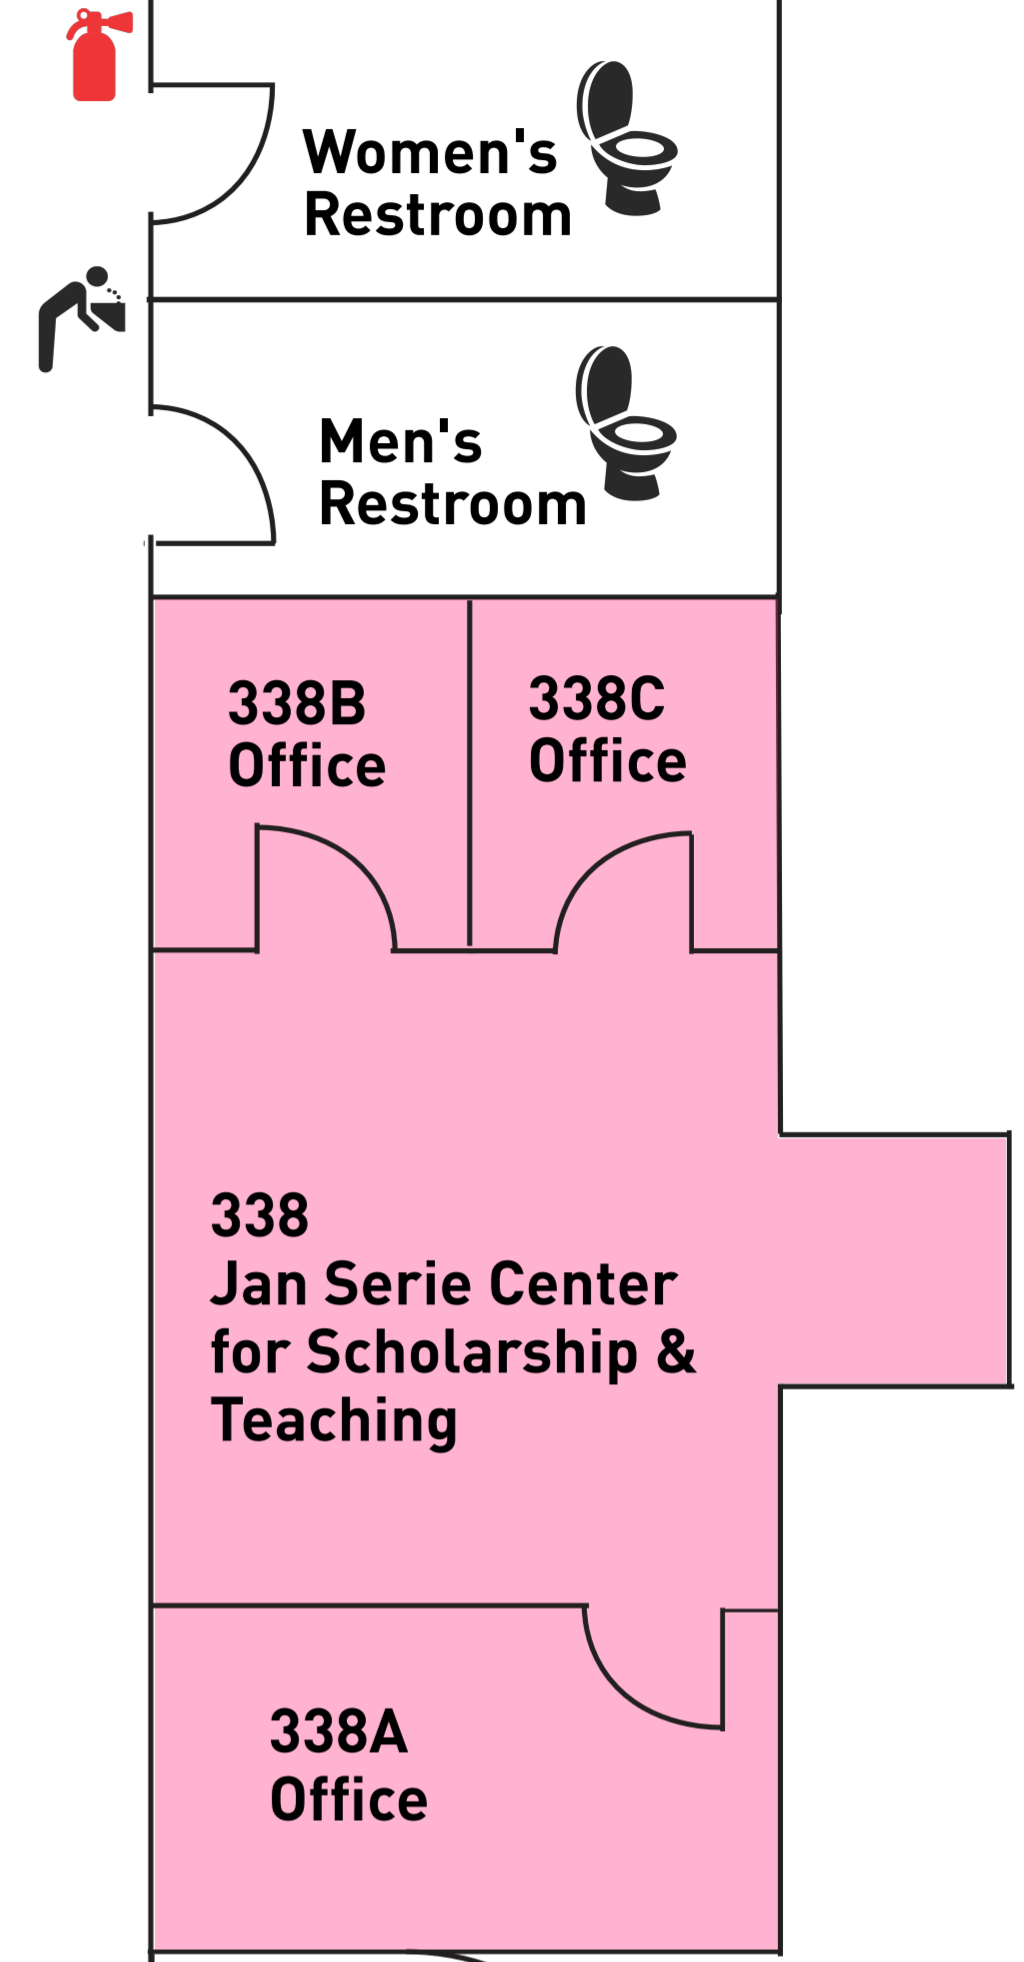 Women's
Restroom
Men's
Restroom
338B
Office
338C
Office
338
Jan Serie Center
for Scholarship &
Teaching
338A
Office